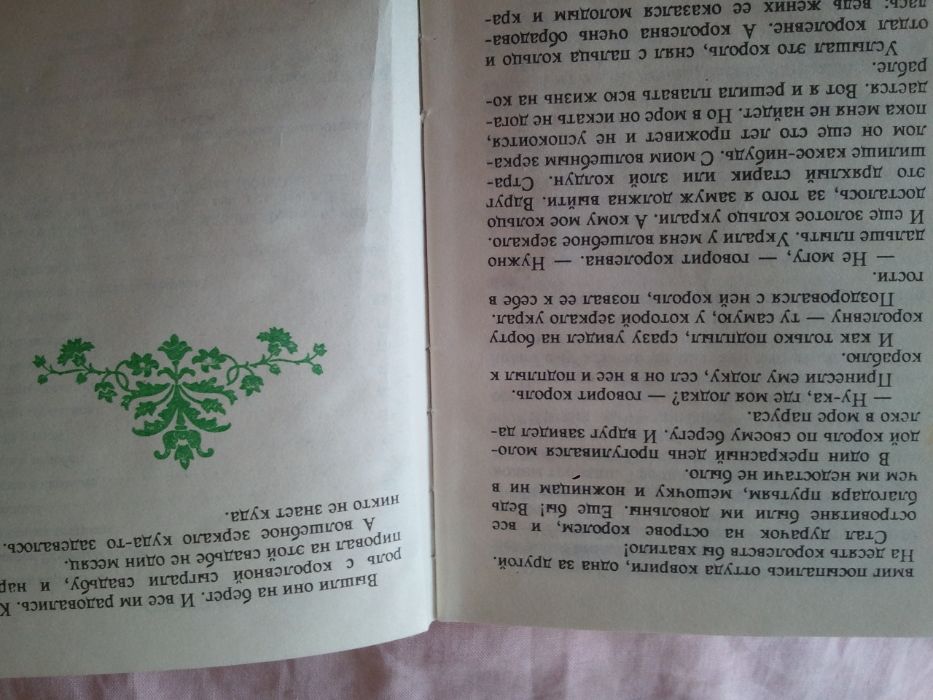 вмиг посыпались оттуда ковриги, одна за другой.
На десять королевств бы хватило!
Стал дурачок на острове королем, и все
островитяне были им довольны. Еще бы! Ведь
благодаря прутьям, мешочку и ножницам ни в
чем им недостачи не было.
В один прекрасный день прогуливался моло-
дой король по своему берегу. И вдруг завидел да-
леко в море паруса.
— Ну-ка, где моя лодка? — говорит король.
Принесли ему лодку, сел он в нее и подплыл к
кораблю.
И как только подплыл, сразу увидел на борту
королевну — ту самую, у которой зеркало украл.
Поздоровался с ней король, позвал ее к себе в
гости.
— Не могу, — говорит королевна. — Нужно
дальше плыть. Украли у меня волшебное зеркало.
И еще золотое кольцо украли. А кому мое кольцо
досталось, за того я замуж должна выйти. Вдруг
это дряхлый старик или злой колдун. Стра-
шилище какое-нибудь. С моим волшебным зерка-
лом он еще сто лет проживет и не успокоится,
пока меня не найдет. Но в море он искать не дога-
дается. Вот я и решила плавать всю жизнь на ко-
рабле.
Услышал это король, снял с пальца кольцо и
отдал королевне. А королевна очень обрадова-
лась: ведь жених ее оказался молодым и кра-
Вышли они на берег. И все им радовались. К
роль с королевной сыграли свадьбу, и нар
пировал на этой свадьбе не один месяц.
А волшебное зеркало куда-то задевалось.
никто не знает куда.